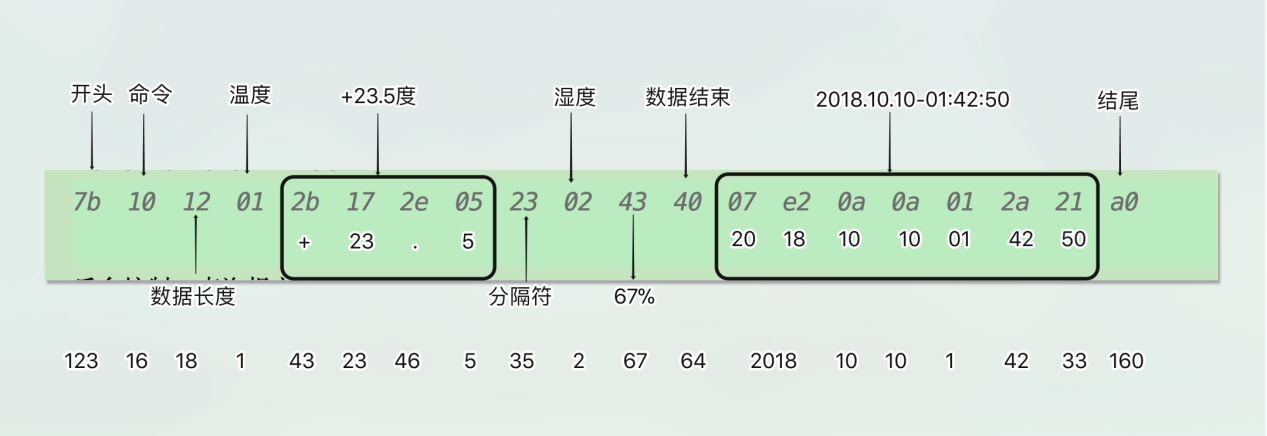 开头 命令 温度 +23.5度 湿度 数据结束 2018.10.10-01:42:50 结尾
7b 10 12 01 2b 17 2e 05 23 02 43 40 07 e2 0a 0a 01 2a 21 a0
+ 23 . 5 20 18 10 10 01 42 50
数据长度 分隔符 67%
123 16 18 1 43 23 46 5 35 2 67 64 2018 10 10 1 42 33 160